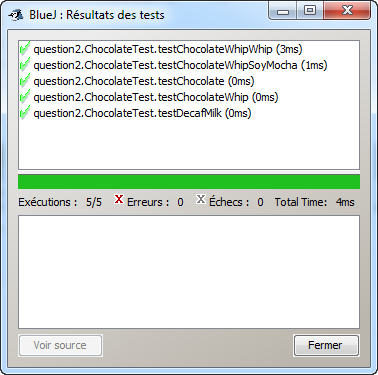 BlueJ : Résultats des tests
question2.ChocolateTest.testChocolateWhipWhip (3ms)
question2.ChocolateTest.testChocolateWhipSoyMocha (1ms)
question2.ChocolateTest.testChocolate (0ms)
question2.ChocolateTest.testChocolateWhip (0ms)
question2.ChocolateTest.testDecafMilk (0ms)
Exécutions : 5/5 X Erreurs : 0 X Échecs : 0 Total Time: 4ms
Voir source Fermer